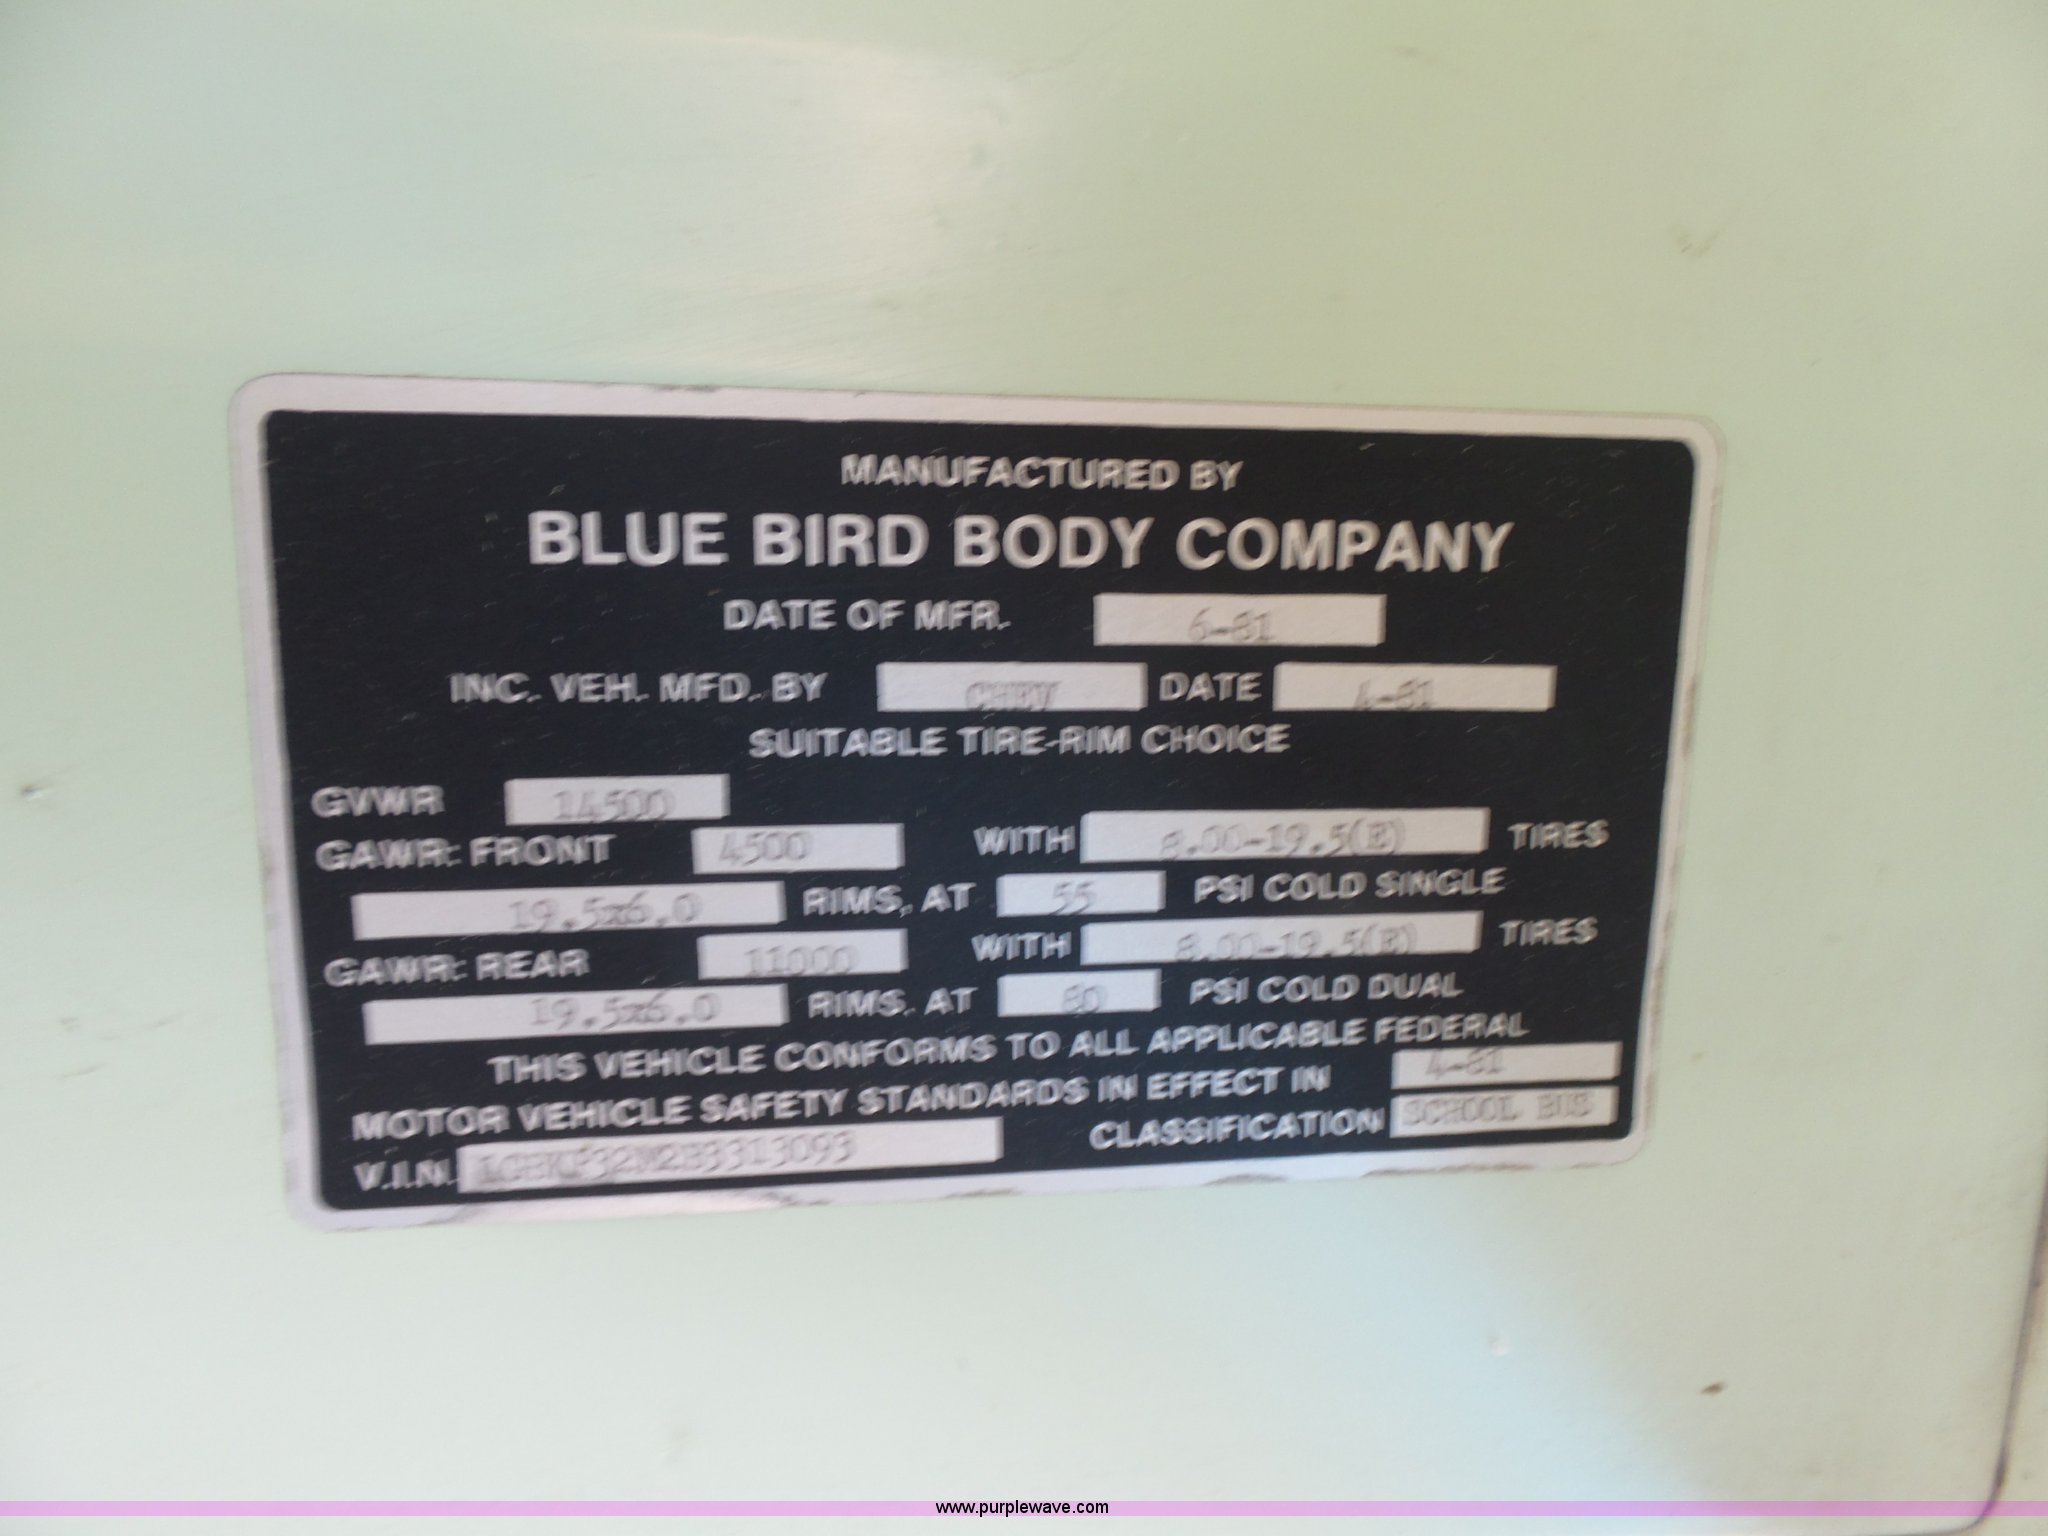 MANUFACTURED BY
BLUE BIRD BODY COMPANY
DATE OF MFR. 6-81
INC. VEH. MFD. BY CHEV DATE 4-81
SUITABLE TIRE-RIM CHOICE
GVWR 14500
GAWR: FRONT 4500 WITH 8.00-19.5(E) TIRES
19.5x6.0 RIMS, AT 55 PSI COLD SINGLE
GAWR: REAR 11000 WITH 8.00-19.5(E) TIRES
19.5x6.0 RIMS. AT 80 PSI COLD DUAL
THIS VEHICLE CONFORMS TO ALL APPLICABLE FEDERAL
MOTOR VEHICLE SAFETY STANDARDS IN EFFECT IN 4-81
V.I.N. CLASSIFICATION SCHOOL BUS
www.purplewave.com